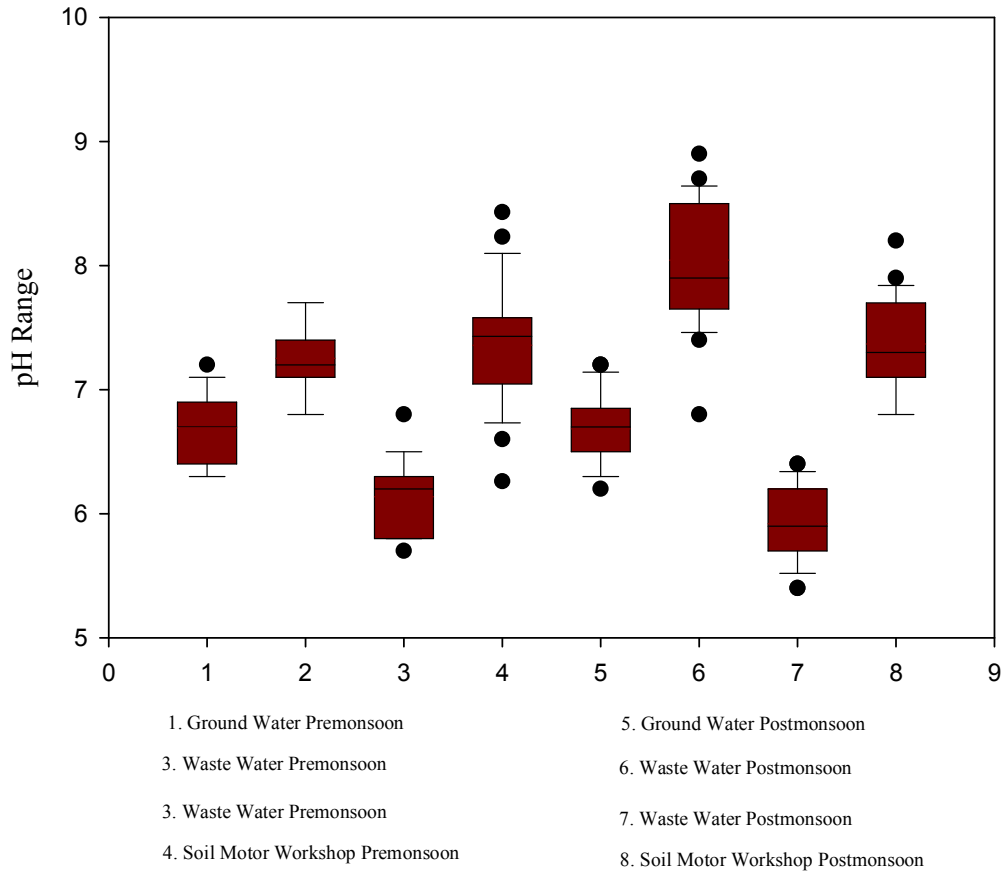 10
9
8
7
6
5
pH Range
0 1 2 3 4 5 6 7 8 9
1. Ground Water Premonsoon
3. Waste Water Premonsoon
3. Waste Water Premonsoon
4. Soil Motor Workshop Premonsoon
5. Ground Water Postmonsoon
6. Waste Water Postmonsoon
7. Waste Water Postmonsoon
8. Soil Motor Workshop Postmonsoon